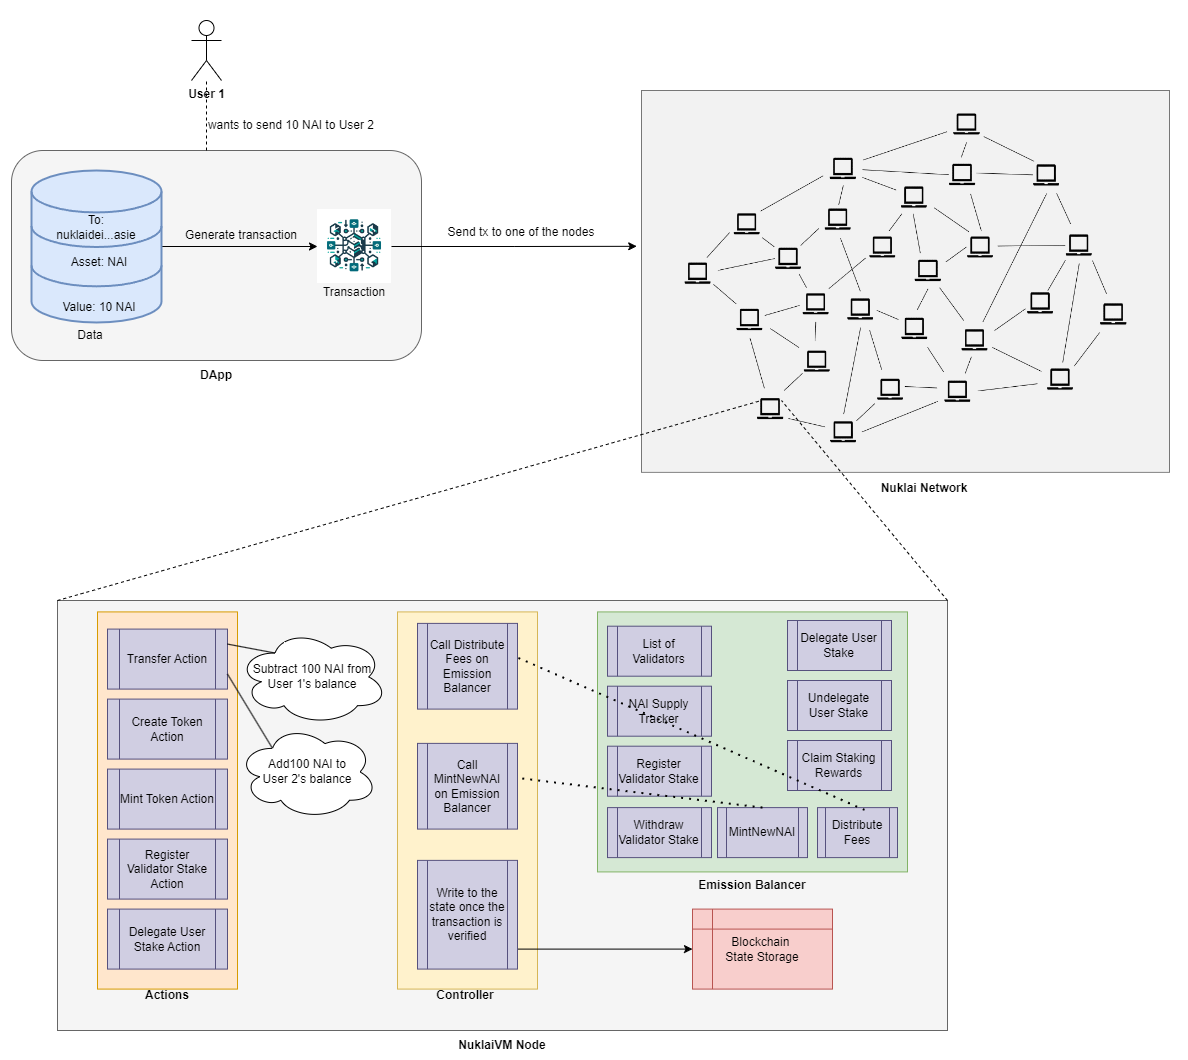 User 1
wants to send 10 NAI to User 2
To:
nuklaidei...asie
Asset: NAI
Value: 10 NAI
Data
Generate transaction
Transaction
DApp
Send tx to one of the nodes
Nuklai Network
Transfer Action
Create Token
Action
Mint Token Action
Register
Validator Stake
Action
Delegate User
Stake Action
Actions
Subtract 100 NAI from
User 1's balance
Add100 NAI to
User 2's balance
Call Distribute
Fees on
Emission
Balancer
Call
MintNewNAI
on Emission
Balancer
Write to the
state once the
transaction is
verified
Controller
List of
Validators
NAI Supply
Tracker
Register
Validator Stake
Withdraw
Validator Stake
MintNewNAI
Delegate User
Stake
Undelegate
User Stake
Claim Staking
Rewards
Distribute
Fees
Emission Balancer
Blockchain
State Storage
NuklaiVM Node